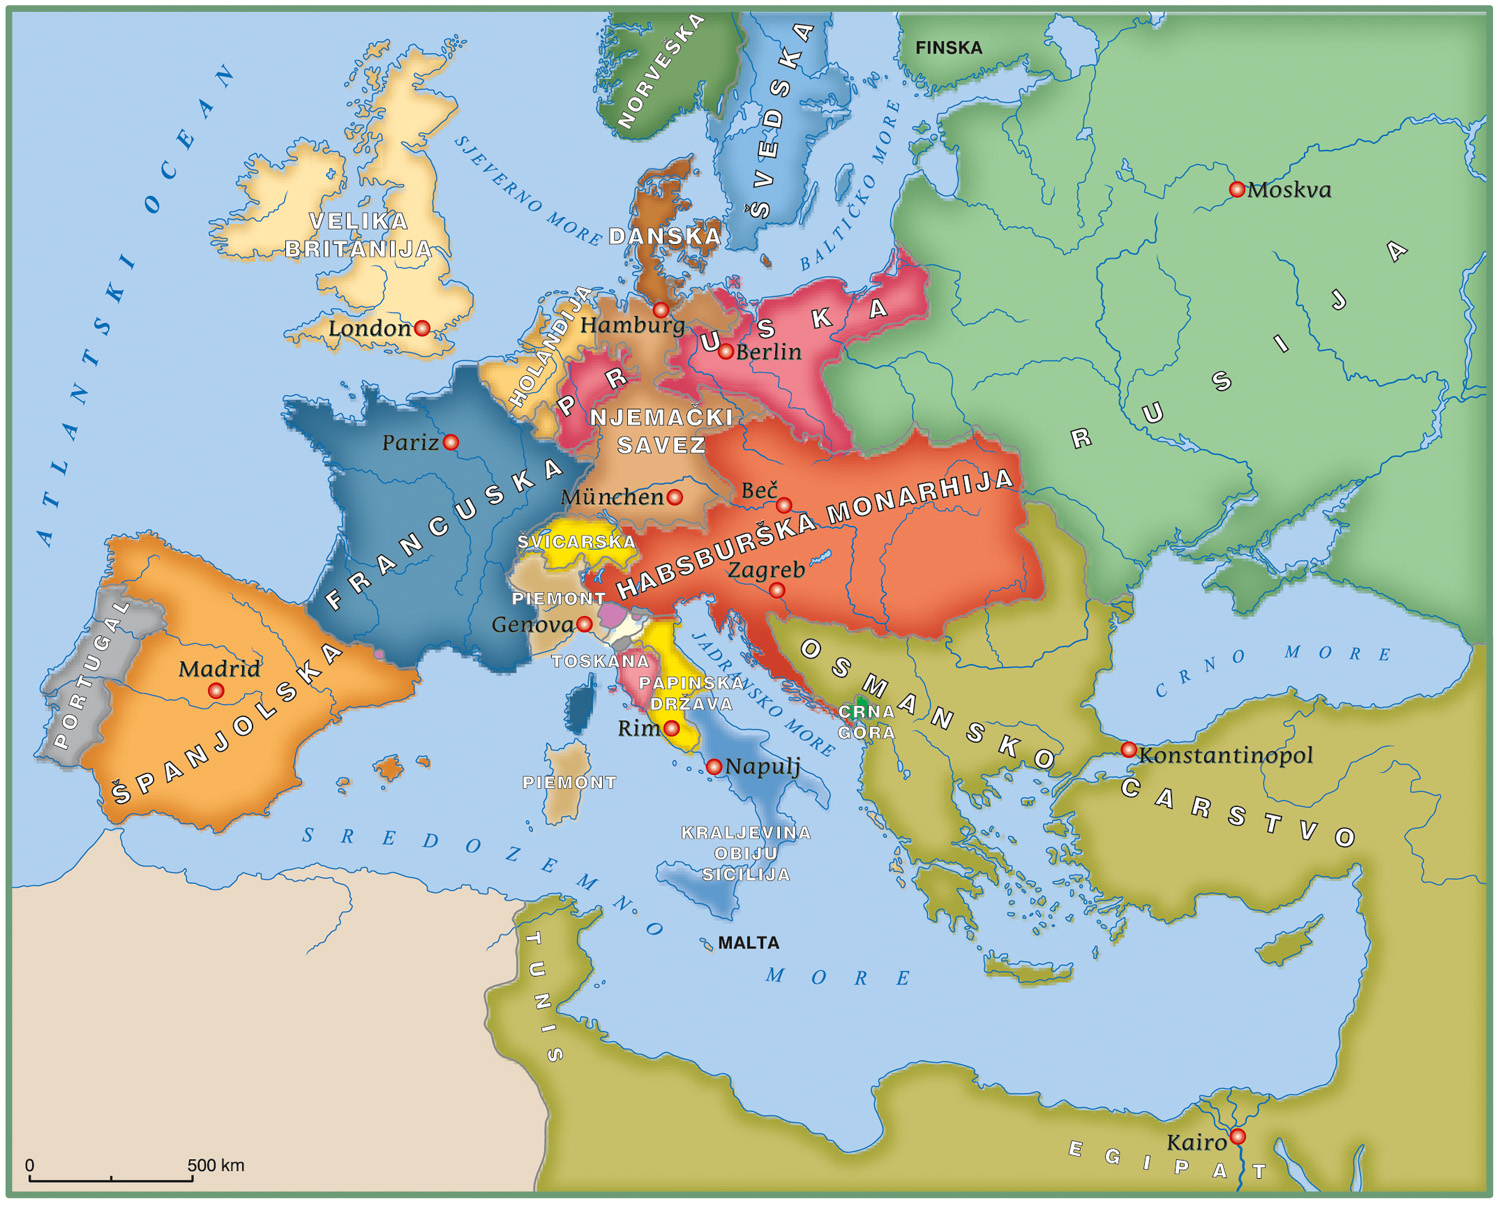 NORVEŠKA
ŠVEDSKA
FINSKA
ATLANTSKI OCEAN
SJEVERNO MORE
BALTIČKO MORE
Moskva
VELIKA
BRITANIJA
DANSKA
London
HOLANDIJA
Hamburg
PRUSKA
Berlin
RUSIJA
NJEMAČKI
SAVEZ
Pariz
FRANCUSKA
München
Beč
HABSBURŠKA MONARHIJA
ŠVICARSKA
Zagreb
PIEMONT
Genova
PORTUGAL
Madrid
ŠPANJOLSKA
TOSKANA
PAPINSKA
DRŽAVA
JADRANSKO MORE
Rim
CRNA
GORA
OSMANSKO
CARSTVO
CRNO MORE
Konstantinopol
PIEMONT
Napulj
KRALJEVINA
OBIJU
SICILIJA
SREDOZEMNO
MORE
MALTA
TUNIS
Kairo
EGIPAT
0 500 km